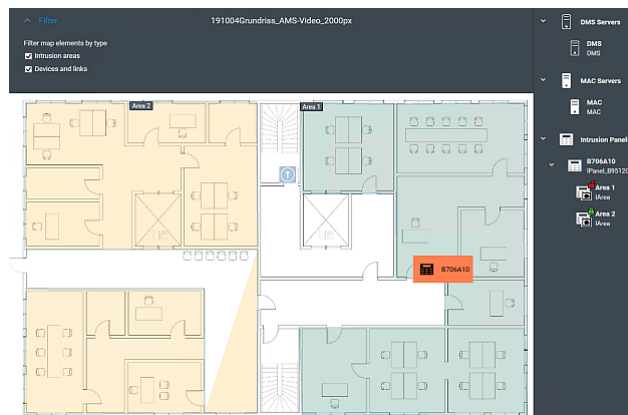 Filter
191004Grundriss_AMS-Video_2000px
Filter map elements by type
Intrusion areas
Devices and links
Area 2
Area 1
B706A10
DMS Servers
DMS
DMS
MAC Servers
MAC
MAC
Intrusion Panels
B706A10
IPanel_B9512G
Area 1
IArea
Area 2
IArea